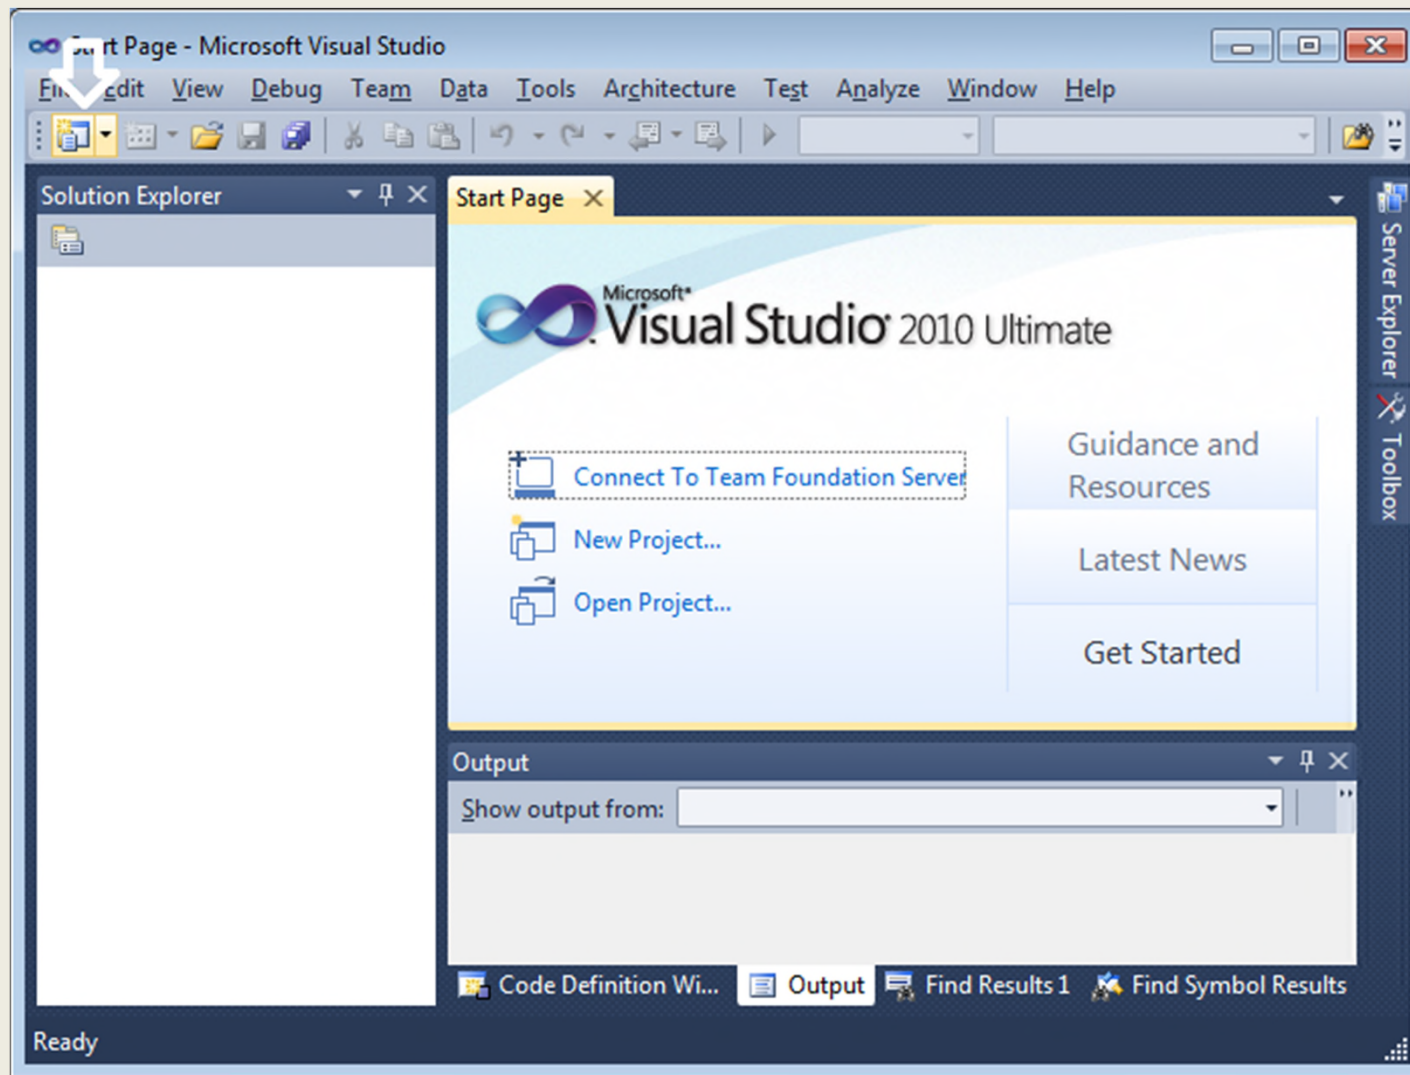 Start Page - Microsoft Visual Studio
Edit View Debug Team Data Tools Architecture Test Analyze Window Help
Solution Explorer
Start Page
Microsoft
Visual Studio 2010 Ultimate
Connect To Team Foundation Server
New Project...
Open Project...
Guidance and
Resources
Latest News
Get Started
Server Explorer
Toolbox
Output
Show output from:
Code Definition Wi... Output Find Results 1 Find Symbol Results
Ready